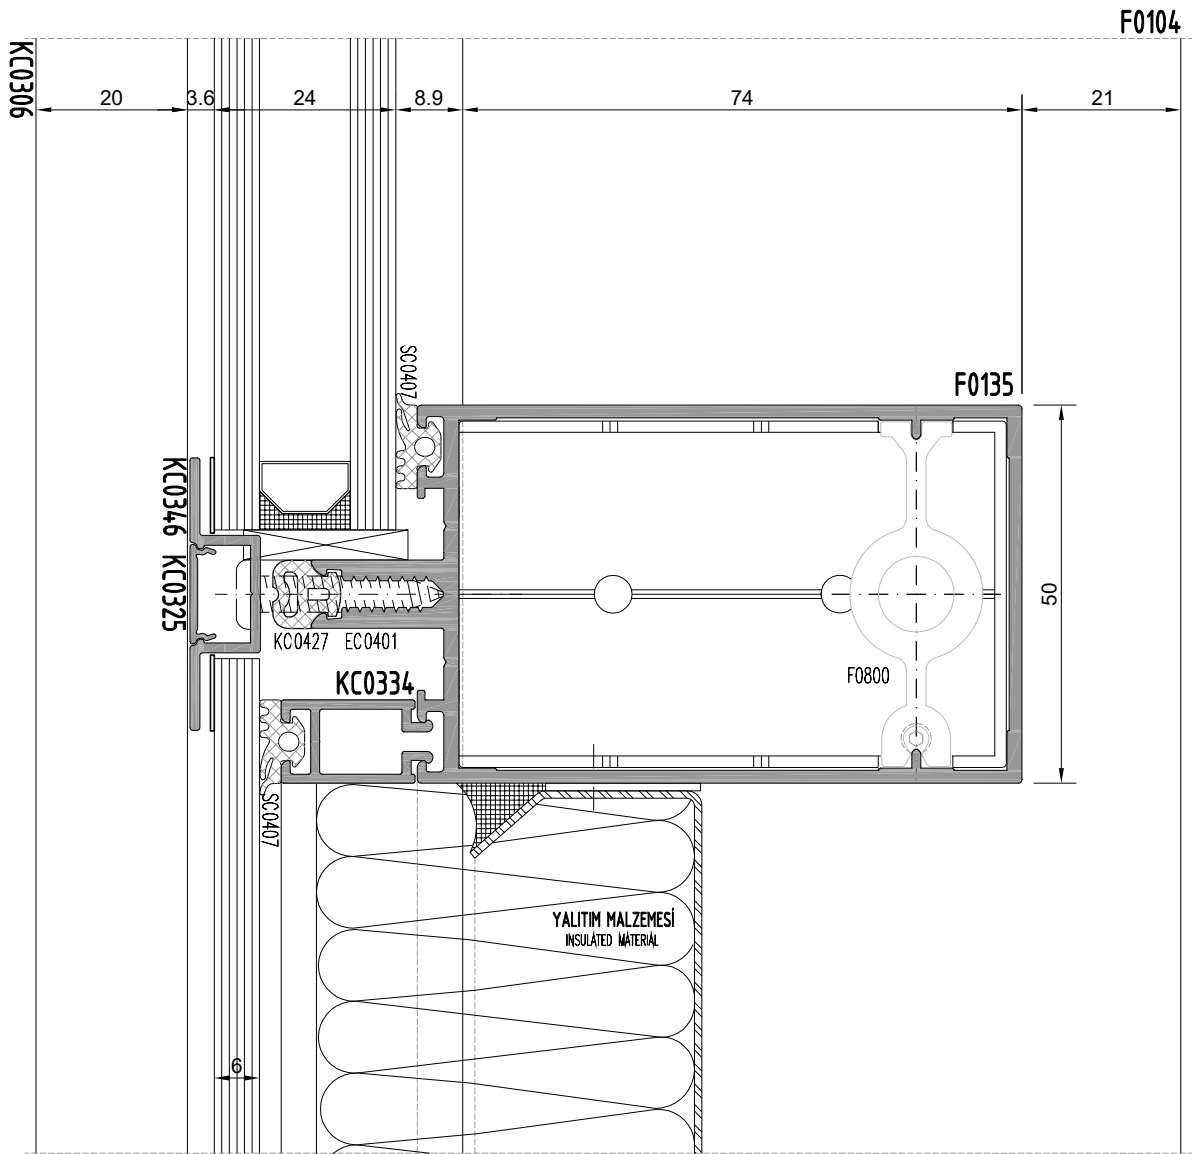 F0104
KC0306
20
3.6
24
8.9
74
21
SC0407
F0135
KC0346
KC0325
50
KC0427
EC0401
F0800
KC0334
SC0407
YALITIM MALZEMESİ
INSULATED MATERIAL
6